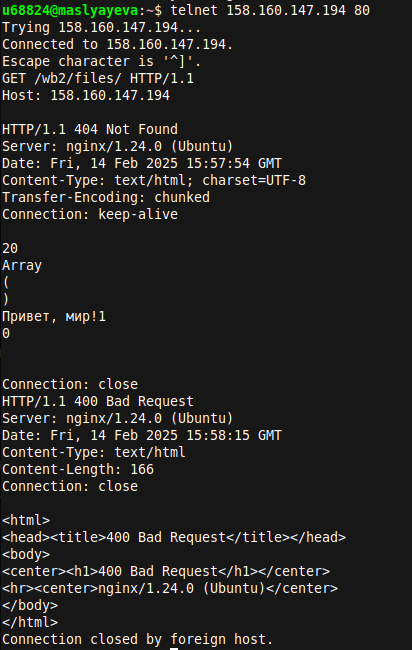 u68824@maslyayeva:~$ telnet 158.160.147.194 80
Trying 158.160.147.194...
Connected to 158.160.147.194.
Escape character is '^]'.
GET /wb2/files/ HTTP/1.1
Host: 158.160.147.194

HTTP/1.1 404 Not Found
Server: nginx/1.24.0 (Ubuntu)
Date: Fri, 14 Feb 2025 15:57:54 GMT
Content-Type: text/html; charset=UTF-8
Transfer-Encoding: chunked
Connection: keep-alive

20
Array
(
)
Привет, мир!1
0

Connection: close
HTTP/1.1 400 Bad Request
Server: nginx/1.24.0 (Ubuntu)
Date: Fri, 14 Feb 2025 15:58:15 GMT
Content-Type: text/html
Content-Length: 166
Connection: close

<html>
<head><title>400 Bad Request</title></head>
<body>
<center><h1>400 Bad Request</h1></center>
<hr><center>nginx/1.24.0 (Ubuntu)</center>
</body>
</html>
Connection closed by foreign host.